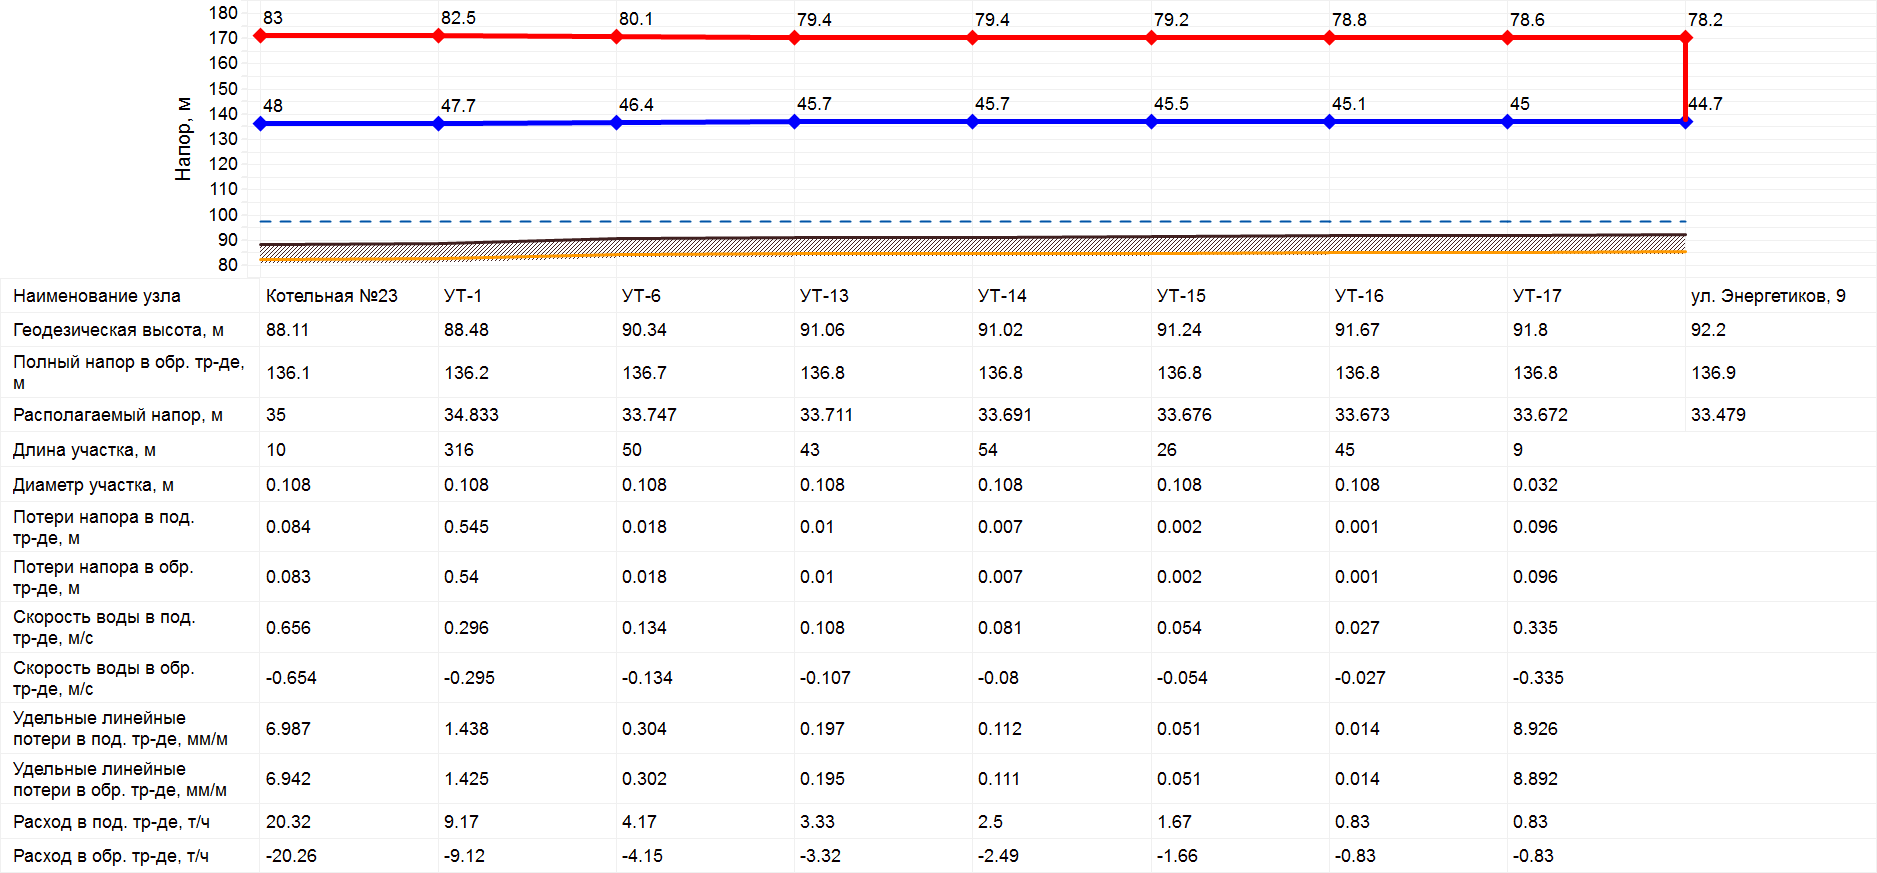 180
170
160
150
140
130
120
110
100
90
80
Напор, м
83 82.5 80.1 79.4 79.4 79.2 78.8 78.6 78.2
48 47.7 46.4 45.7 45.7 45.5 45.1 45 44.7
Наименование узла Котельная №23 УТ-1 УТ-6 УТ-13 УТ-14 УТ-15 УТ-16 УТ-17 ул. Энергетиков, 9
Геодезическая высота, м 88.11 88.48 90.34 91.06 91.02 91.24 91.67 91.8 92.2
Полный напор в обр. тр-де,
м
136.1 136.2 136.7 136.8 136.8 136.8 136.8 136.8 136.9
Располагаемый напор, м 35 34.833 33.747 33.711 33.691 33.676 33.673 33.672 33.479
Длина участка, м 10 316 50 43 54 26 45 9
Диаметр участка, м 0.108 0.108 0.108 0.108 0.108 0.108 0.108 0.032
Потери напора в под.
тр-де, м
0.084 0.545 0.018 0.01 0.007 0.002 0.001 0.096
Потери напора в обр.
тр-де, м
0.083 0.54 0.018 0.01 0.007 0.002 0.001 0.096
Скорость воды в под.
тр-де, м/с
0.656 0.296 0.134 0.108 0.081 0.054 0.027 0.335
Скорость воды в обр.
тр-де, м/с
-0.654 -0.295 -0.134 -0.107 -0.08 -0.054 -0.027 -0.335
Удельные линейные
потери в под. тр-де, мм/м
6.987 1.438 0.304 0.197 0.112 0.051 0.014 8.926
Удельные линейные
потери в обр. тр-де, мм/м
6.942 1.425 0.302 0.195 0.111 0.051 0.014 8.892
Расход в под. тр-де, т/ч 20.32 9.17 4.17 3.33 2.5 1.67 0.83 0.83
Расход в обр. тр-де, т/ч -20.26 -9.12 -4.15 -3.32 -2.49 -1.66 -0.83 -0.83